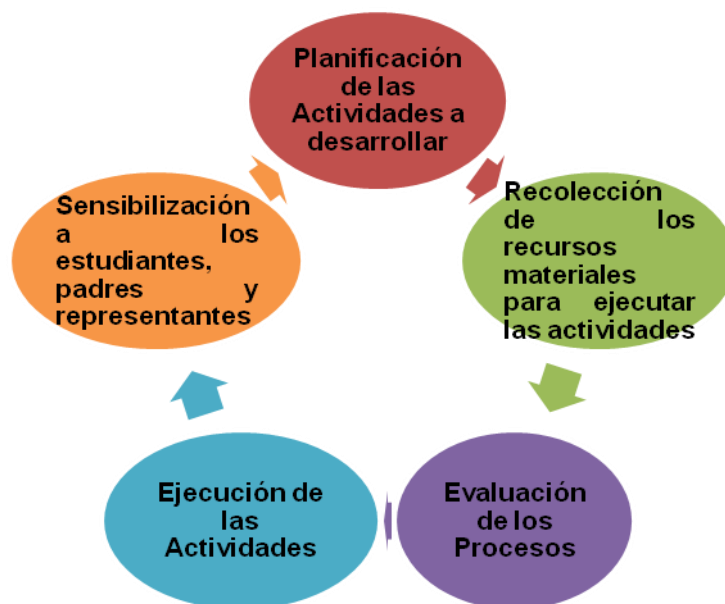 Planificación
de las
Actividades a
desarrollar
Recolección
de los
recursos
materiales
para ejecutar
las actividades
Evaluación
de los
Procesos
Ejecución de
las
Actividades
Sensibilización
a los
estudiantes,
padres y
representantes